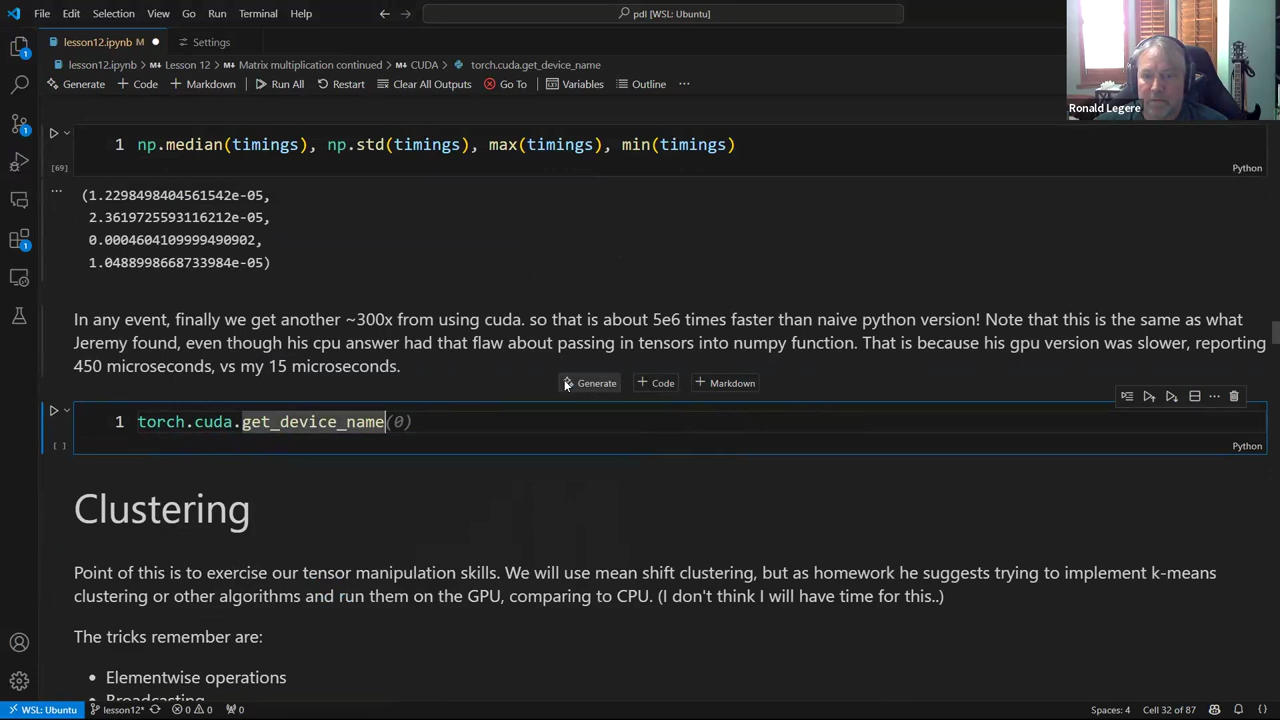 File Edit Selection View Go Run Terminal Help
pdl [WSL: Ubuntu]
lesson12.ipynb M
Settings
lesson12.ipynb > Lesson 12 > Matrix multiplication continued > CUDA > torch.cuda.get_device_name
Generate + Code + Markdown Run All Restart Clear All Outputs Go To Variables Outline ...
Ronald Legere
1 np.median(timings), np.std(timings), max(timings), min(timings)
[69]
Python
... (1.2298498404561542e-05,
2.3619725593116212e-05,
0.0004604109999490902,
1.0488998668733984e-05)
In any event, finally we get another ~300x from using cuda. so that is about 5e6 times faster than naive python version! Note that this is the same as what
Jeremy found, even though his cpu answer had that flaw about passing in tensors into numpy function. That is because his gpu version was slower, reporting
450 microseconds, vs my 15 microseconds.
Generate + Code + Markdown
1 torch.cuda.get_device_name(0)
[ ]
Python
Clustering
Point of this is to exercise our tensor manipulation skills. We will use mean shift clustering, but as homework he suggests trying to implement k-means
clustering or other algorithms and run them on the GPU, comparing to CPU. (I don't think I will have time for this..)
The tricks remember are:
• Elementwise operations
• Broadcasting
WSL: Ubuntu lesson12* 0 0 0 Spaces: 4 Cell 32 of 87